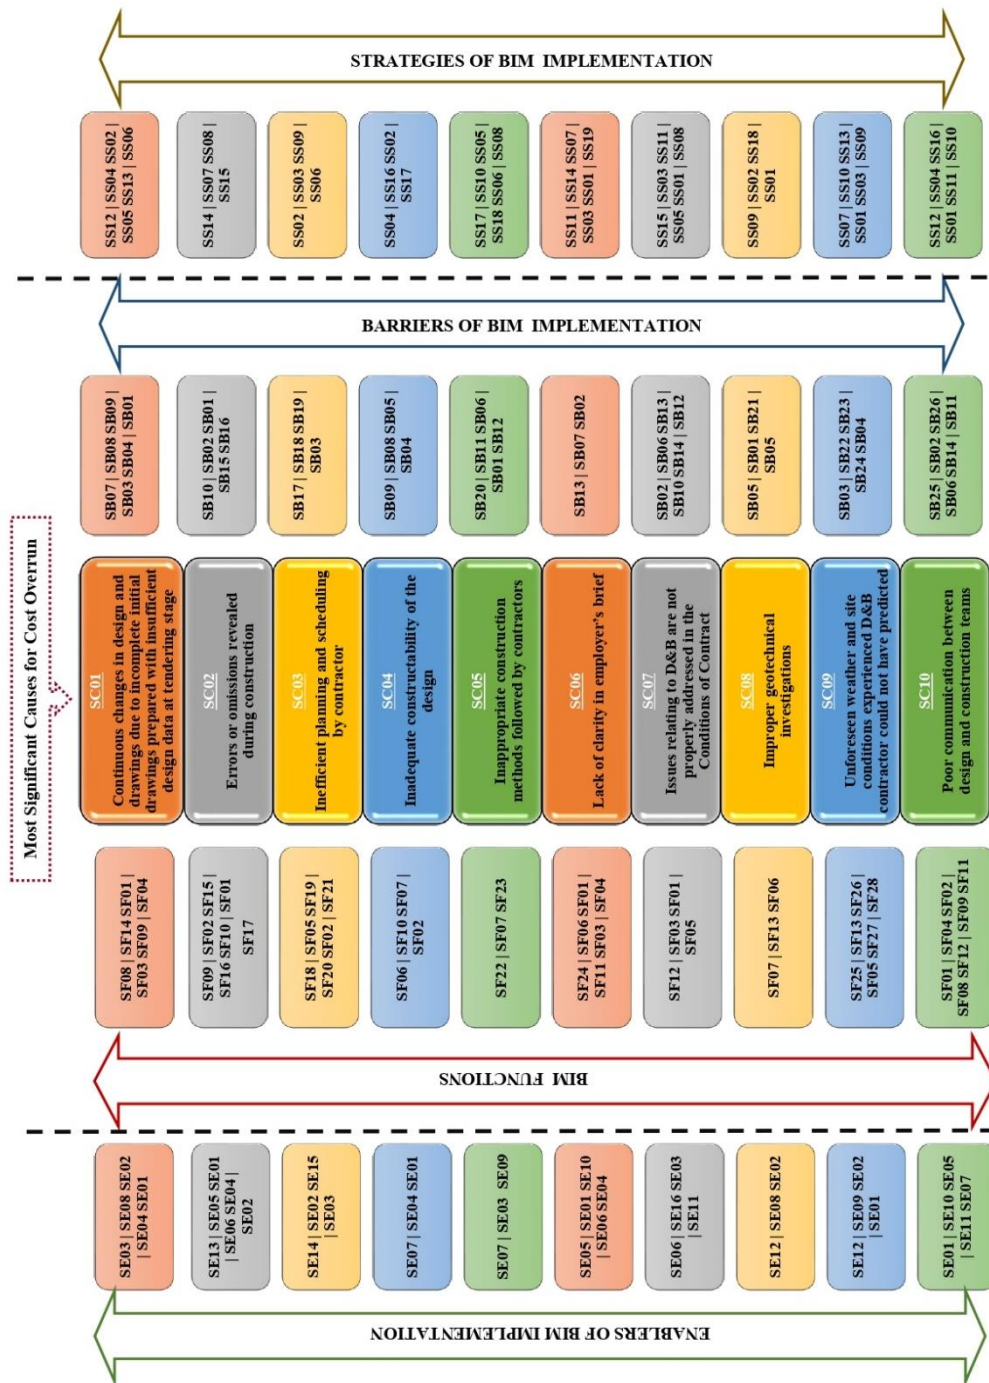 STRATEGIES OF BIM IMPLEMENTATION
SS12 | SS04 SS02 |
SS05 SS13 | SS06
SS14 | SS07 SS08 |
SS15
SS02 | SS03 SS09 |
SS06
SS04 | SS16 SS02 |
SS17
SS17 | SS10 SS05 |
SS18 SS06 | SS08
SS11 | SS14 SS07 |
SS03 SS01 | SS19
SS15 | SS03 SS11 |
SS05 SS01 | SS08
SS09 | SS02 SS18 |
SS01
SS07 | SS10 SS13 |
SS01 SS03 | SS09
SS12 | SS04 SS16 |
SS01 SS11 | SS10
BARRIERS OF BIM IMPLEMENTATION
SB07 | SB08 SB09 |
SB03 SB04 | SB01
SB10 | SB02 SB01 |
SB15 SB16
SB17 | SB18 SB19 |
SB03
SB09 | SB08 SB05 |
SB04
SB20 | SB11 SB06 |
SB01 SB12
SB13 | SB07 SB02
SB02 | SB06 SB13 |
SB10 SB14 | SB12
SB05 | SB01 SB21 |
SB05
SB03 | SB22 SB23 |
SB24 SB04
SB25 | SB02 SB26 |
SB06 SB14 | SB11
Most Significant Causes for Cost Overrun
SC01
Continuous changes in design and
drawings due to incomplete initial
drawings prepared with insufficient
design data at tendering stage
SC02
Errors or omissions revealed
during construction
SC03
Inefficient planning and scheduling
by contractor
SC04
Inadequate constructability of the
design
SC05
Inappropriate construction
methods followed by contractors
SC06
Lack of clarity in employer's brief
SC07
Issues relating to D&B are not
properly addressed in the
Conditions of Contract
SC08
Improper geotechnical
investigations
SC09
Unforeseen weather and site
conditions experienced D&B
contractor could not have predicted
SC10
Poor communication between
design and construction teams
SF08 | SF14 SF01 |
SF03 SF09 | SF04
SF09 | SF02 SF15 |
SF16 SF10 | SF01
SF17
SF18 | SF05 SF19 |
SF20 SF02 | SF21
SF06 | SF10 SF07 |
SF02
SF22 | SF07 SF23
SF24 | SF06 SF01 |
SF11 SF03 | SF04
SF12 | SF03 SF01 |
SF05
SF07 | SF13 SF06
SF25 | SF13 SF26 |
SF05 SF27 | SF28
SF01 | SF04 SF02 |
SF08 SF12 | SF09 SF11
BIM FUNCTIONS
SE03 | SE08 SE02
| SE04 SE01
SE13 | SE05 SE01
| SE06 SE04 |
SE02
SE14 | SE02 SE15
| SE03
SE07 | SE04 SE01
SE07 | SE03 SE09
SE05 | SE01 SE10
| SE06 SE04
SE06 | SE16 SE03
| SE11
SE12 | SE08 SE02
SE12 | SE09 SE02
| SE01
SE01 | SE10 SE05
| SE11 SE07
ENABLERS OF BIM IMPLEMENTATION